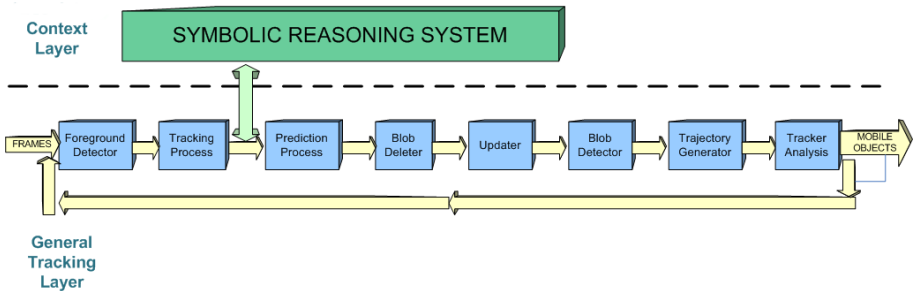 Context
Layer
SYMBOLIC REASONING SYSTEM
FRAMES
Foreground
Detector
Tracking
Process
Prediction
Process
Blob
Deleter
Updater
Blob
Detector
Trajectory
Generator
Tracker
Analysis
MOBILE
OBJECTS
General
Tracking
Layer